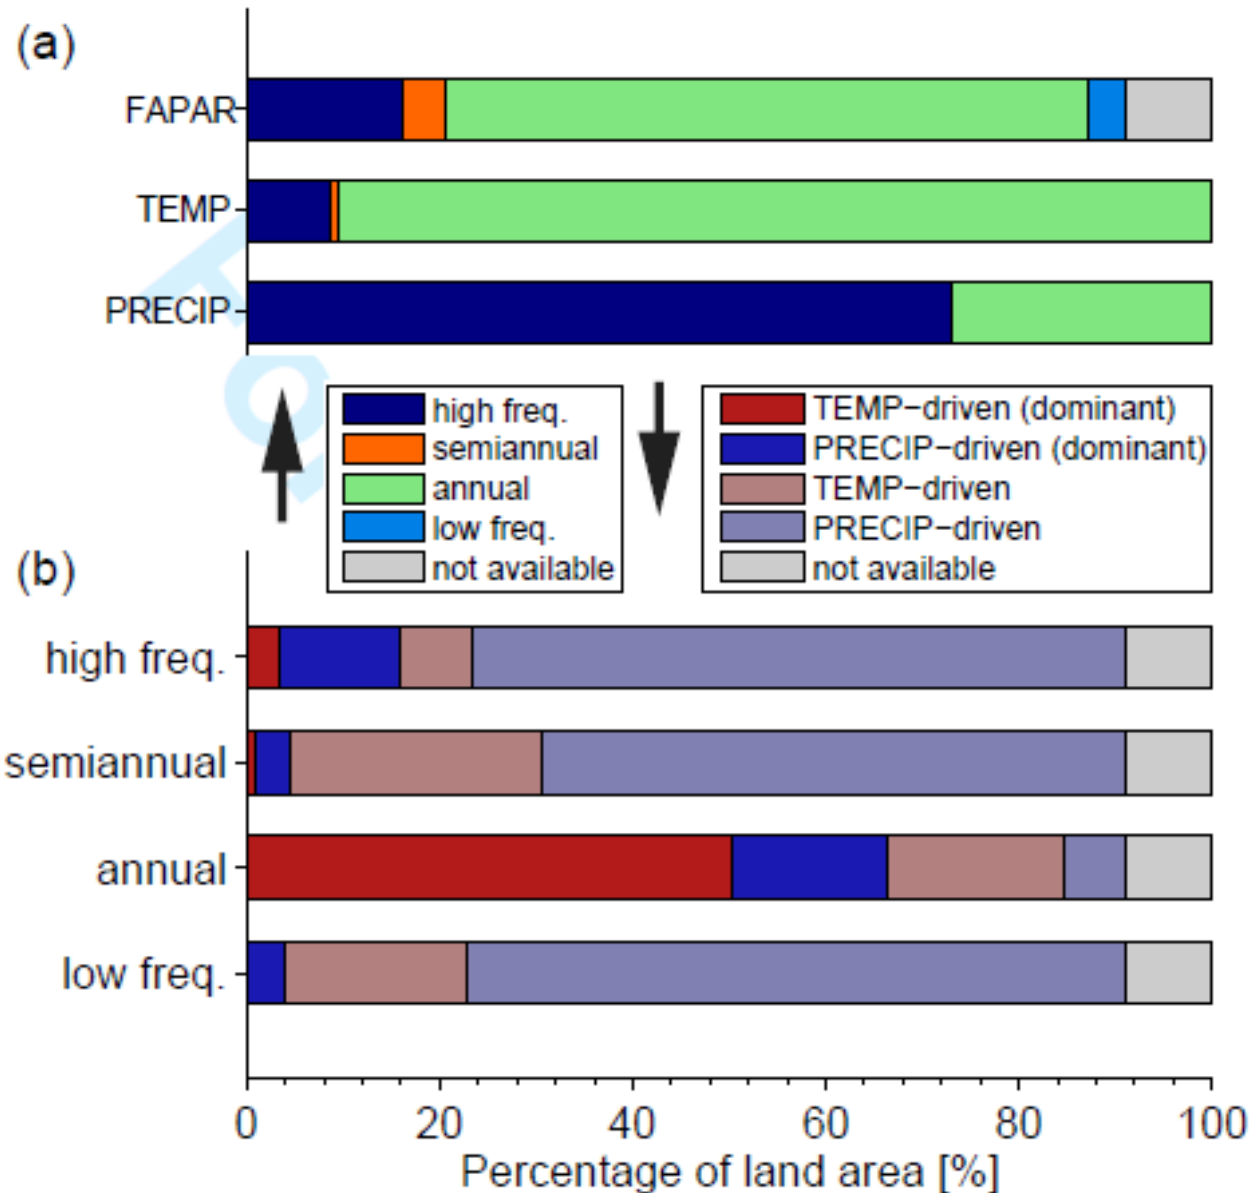 (a)
FAPAR
TEMP
PRECIP
high freq.
semiannual
annual
low freq.
not available
TEMP−driven (dominant)
PRECIP−driven (dominant)
TEMP−driven
PRECIP−driven
not available
(b)
high freq.
semiannual
annual
low freq.
0 20 40 60 80 100
Percentage of land area [%]